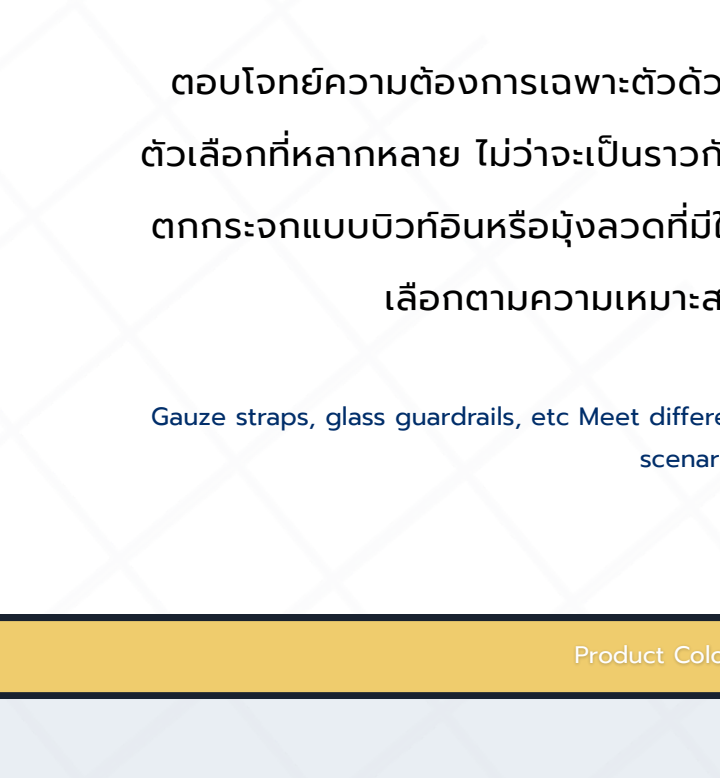 ตอบโจทย์ความต้องการเฉพาะตัวด้ว
ตัวเลือกที่หลากหลาย ไม่ว่าจะเป็นราวกั
ตกกระจกแบบบิวท์อินหรือมุ้งลวดที่มี
เลือกตามความเหมาะส
Gauze straps, glass guardrails, etc Meet differe
scenar
Product Colo